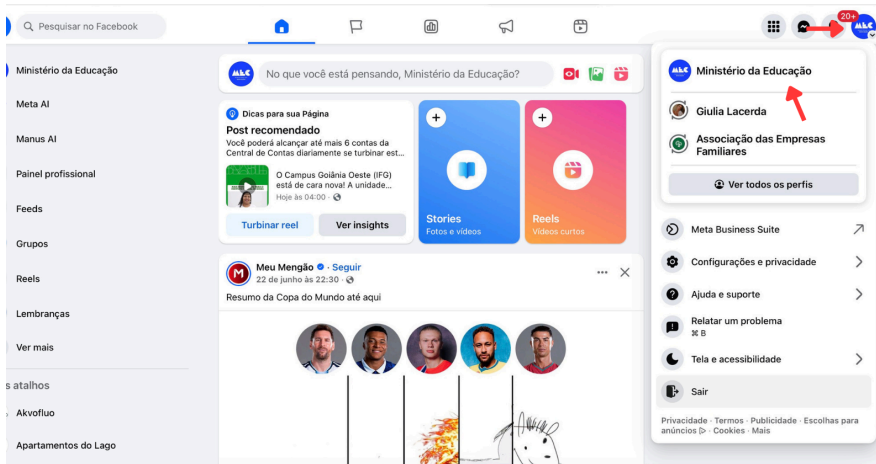 Pesquisar no Facebook
20+
MEC
Ministério da Educação
Meta AI
Manus AI
Painel profissional
Feeds
Grupos
Reels
Lembranças
Ver mais
s atalhos
Akvofluo
Apartamentos do Lago
MEC
No que você está pensando, Ministério da Educação?
Dicas para sua Página
Post recomendado
Você poderá alcançar até mais 6 contas da
Central de Contas diariamente se turbinar est...
O Campus Goiânia Oeste (IFG)
está de cara nova! A unidade...
Hoje às 04:00 ·
Turbinar reel
Ver insights
Stories
Fotos e vídeos
Reels
Vídeos curtos
M
Meu Mengão · Seguir
22 de junho às 22:30 ·
Resumo da Copa do Mundo até aqui
MEC
Ministério da Educação
Giulia Lacerda
Associação das Empresas
Familiares
Ver todos os perfis
Meta Business Suite
Configurações e privacidade
Ajuda e suporte
Relatar um problema
⌘ B
Tela e acessibilidade
Sair
Privacidade · Termos · Publicidade · Escolhas para
anúncios · Cookies · Mais